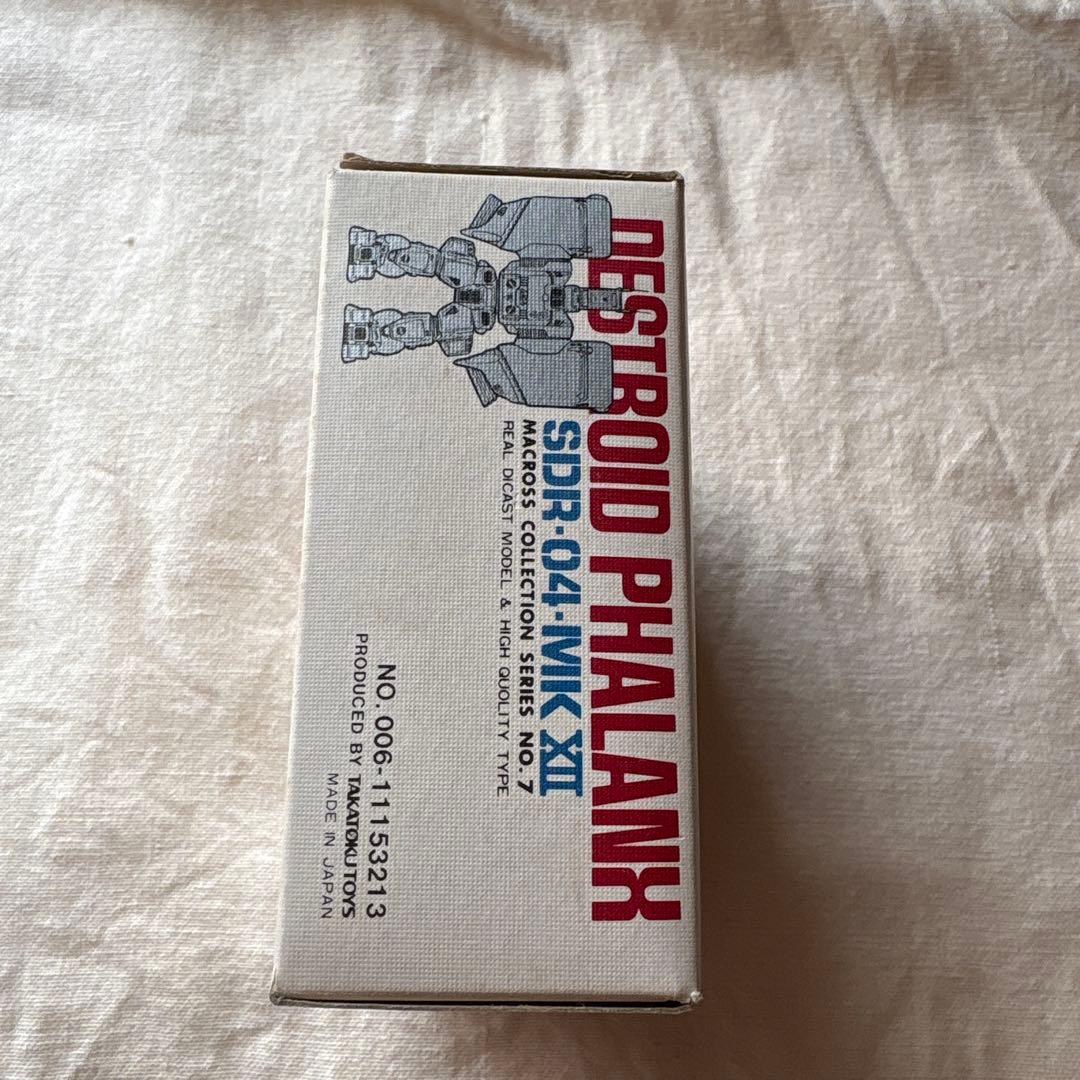 DESTROID PHALANX
SDR-04-MK XII
MACROSS COLLECTION SERIES NO.7
REAL DICAST MODEL & HIGH QUOLITY TYPE
NO. 006-11153213
PRODUCED BY TAKATOKU TOYS
MADE IN JAPAN